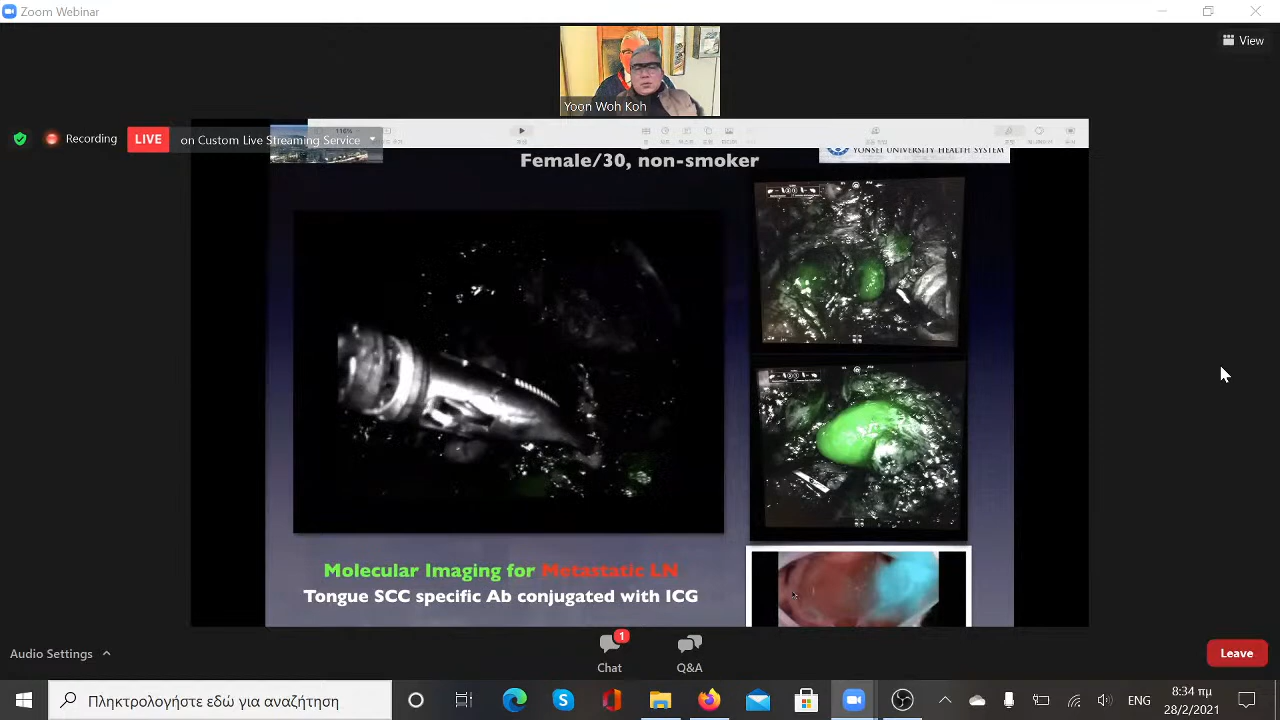 Zoom Webinar
View
Yoon Woh Koh
Recording
LIVE
on Custom Live Streaming Service
YONSEI UNIVERSITY HEALTH SYSTEM
Female/30, non-smoker
Molecular Imaging for Metastatic LN
Tongue SCC specific Ab conjugated with ICG
Audio Settings
1
Chat
Q&A
Leave
Πληκτρολογήστε εδώ για αναζήτηση
ENG
8:34 πμ
28/2/2021